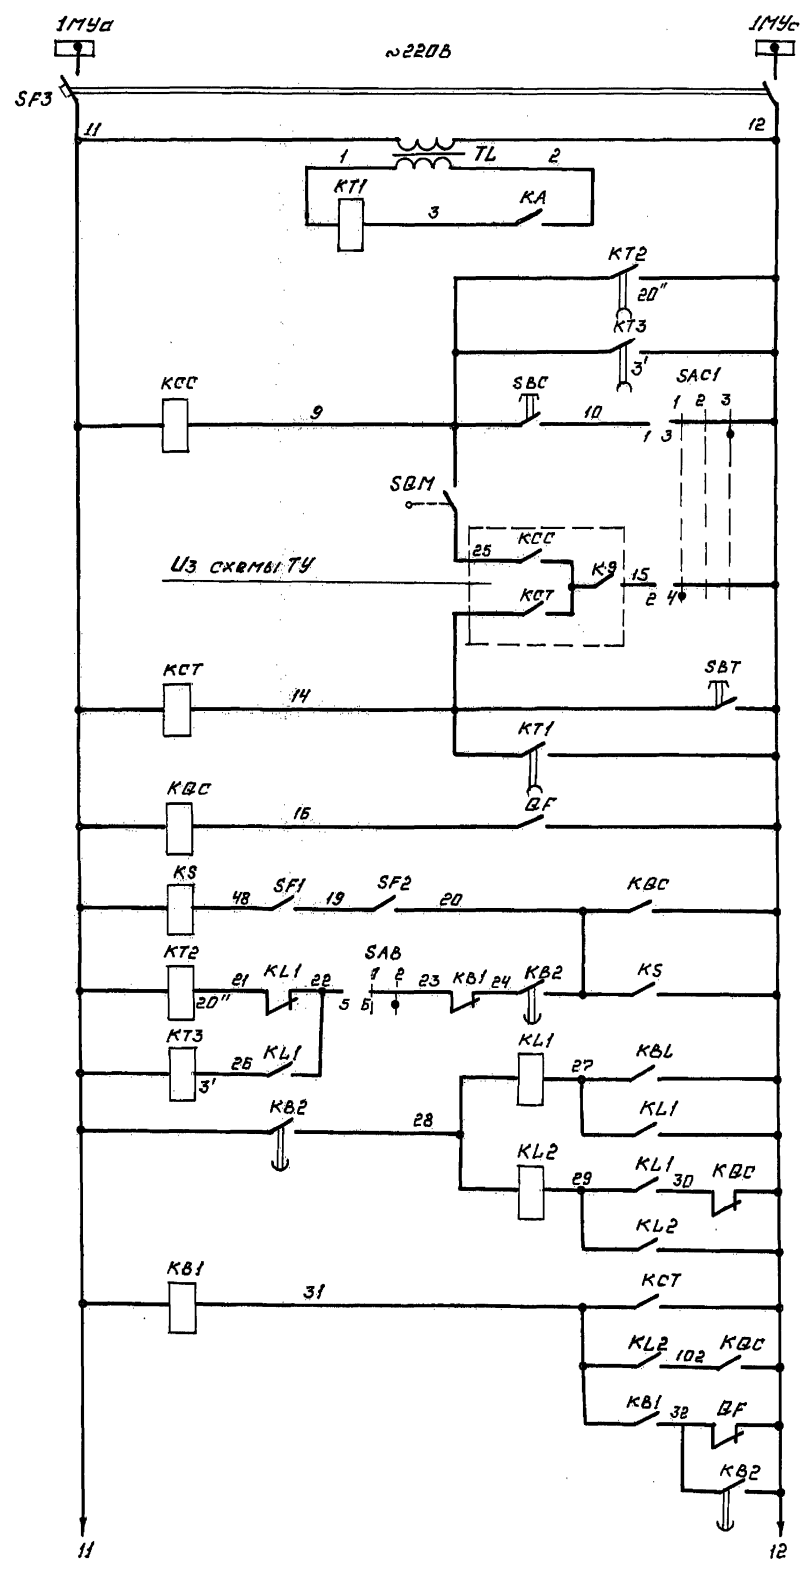 1МУа 1МУс
~220В
SF3
11 12
TL
1 2
KT1
3 KA
KT2
20"
KT3
3'
KCC SBC SAC1
1 2 3
9 10
1 3
SQM
25 KCC
Из схемы ТУ K9 15
KCT 2 4
KCT SBT
14
KT1
KQC QF
16
KS
48 SF1 19 SF2 20 KQC
KT2 SAB
20" 21 KL1 22 1 2 23 KB1 24 KB2 KS
5 6
KT3 KL1
3' 26 KL1 27 KBL
KB2 28 KL1
KL2 29 KL1 30 KQC
KL2
KB1 31 KCT
KL2 102 KQC
KB1 32 QF
KB2
11 12